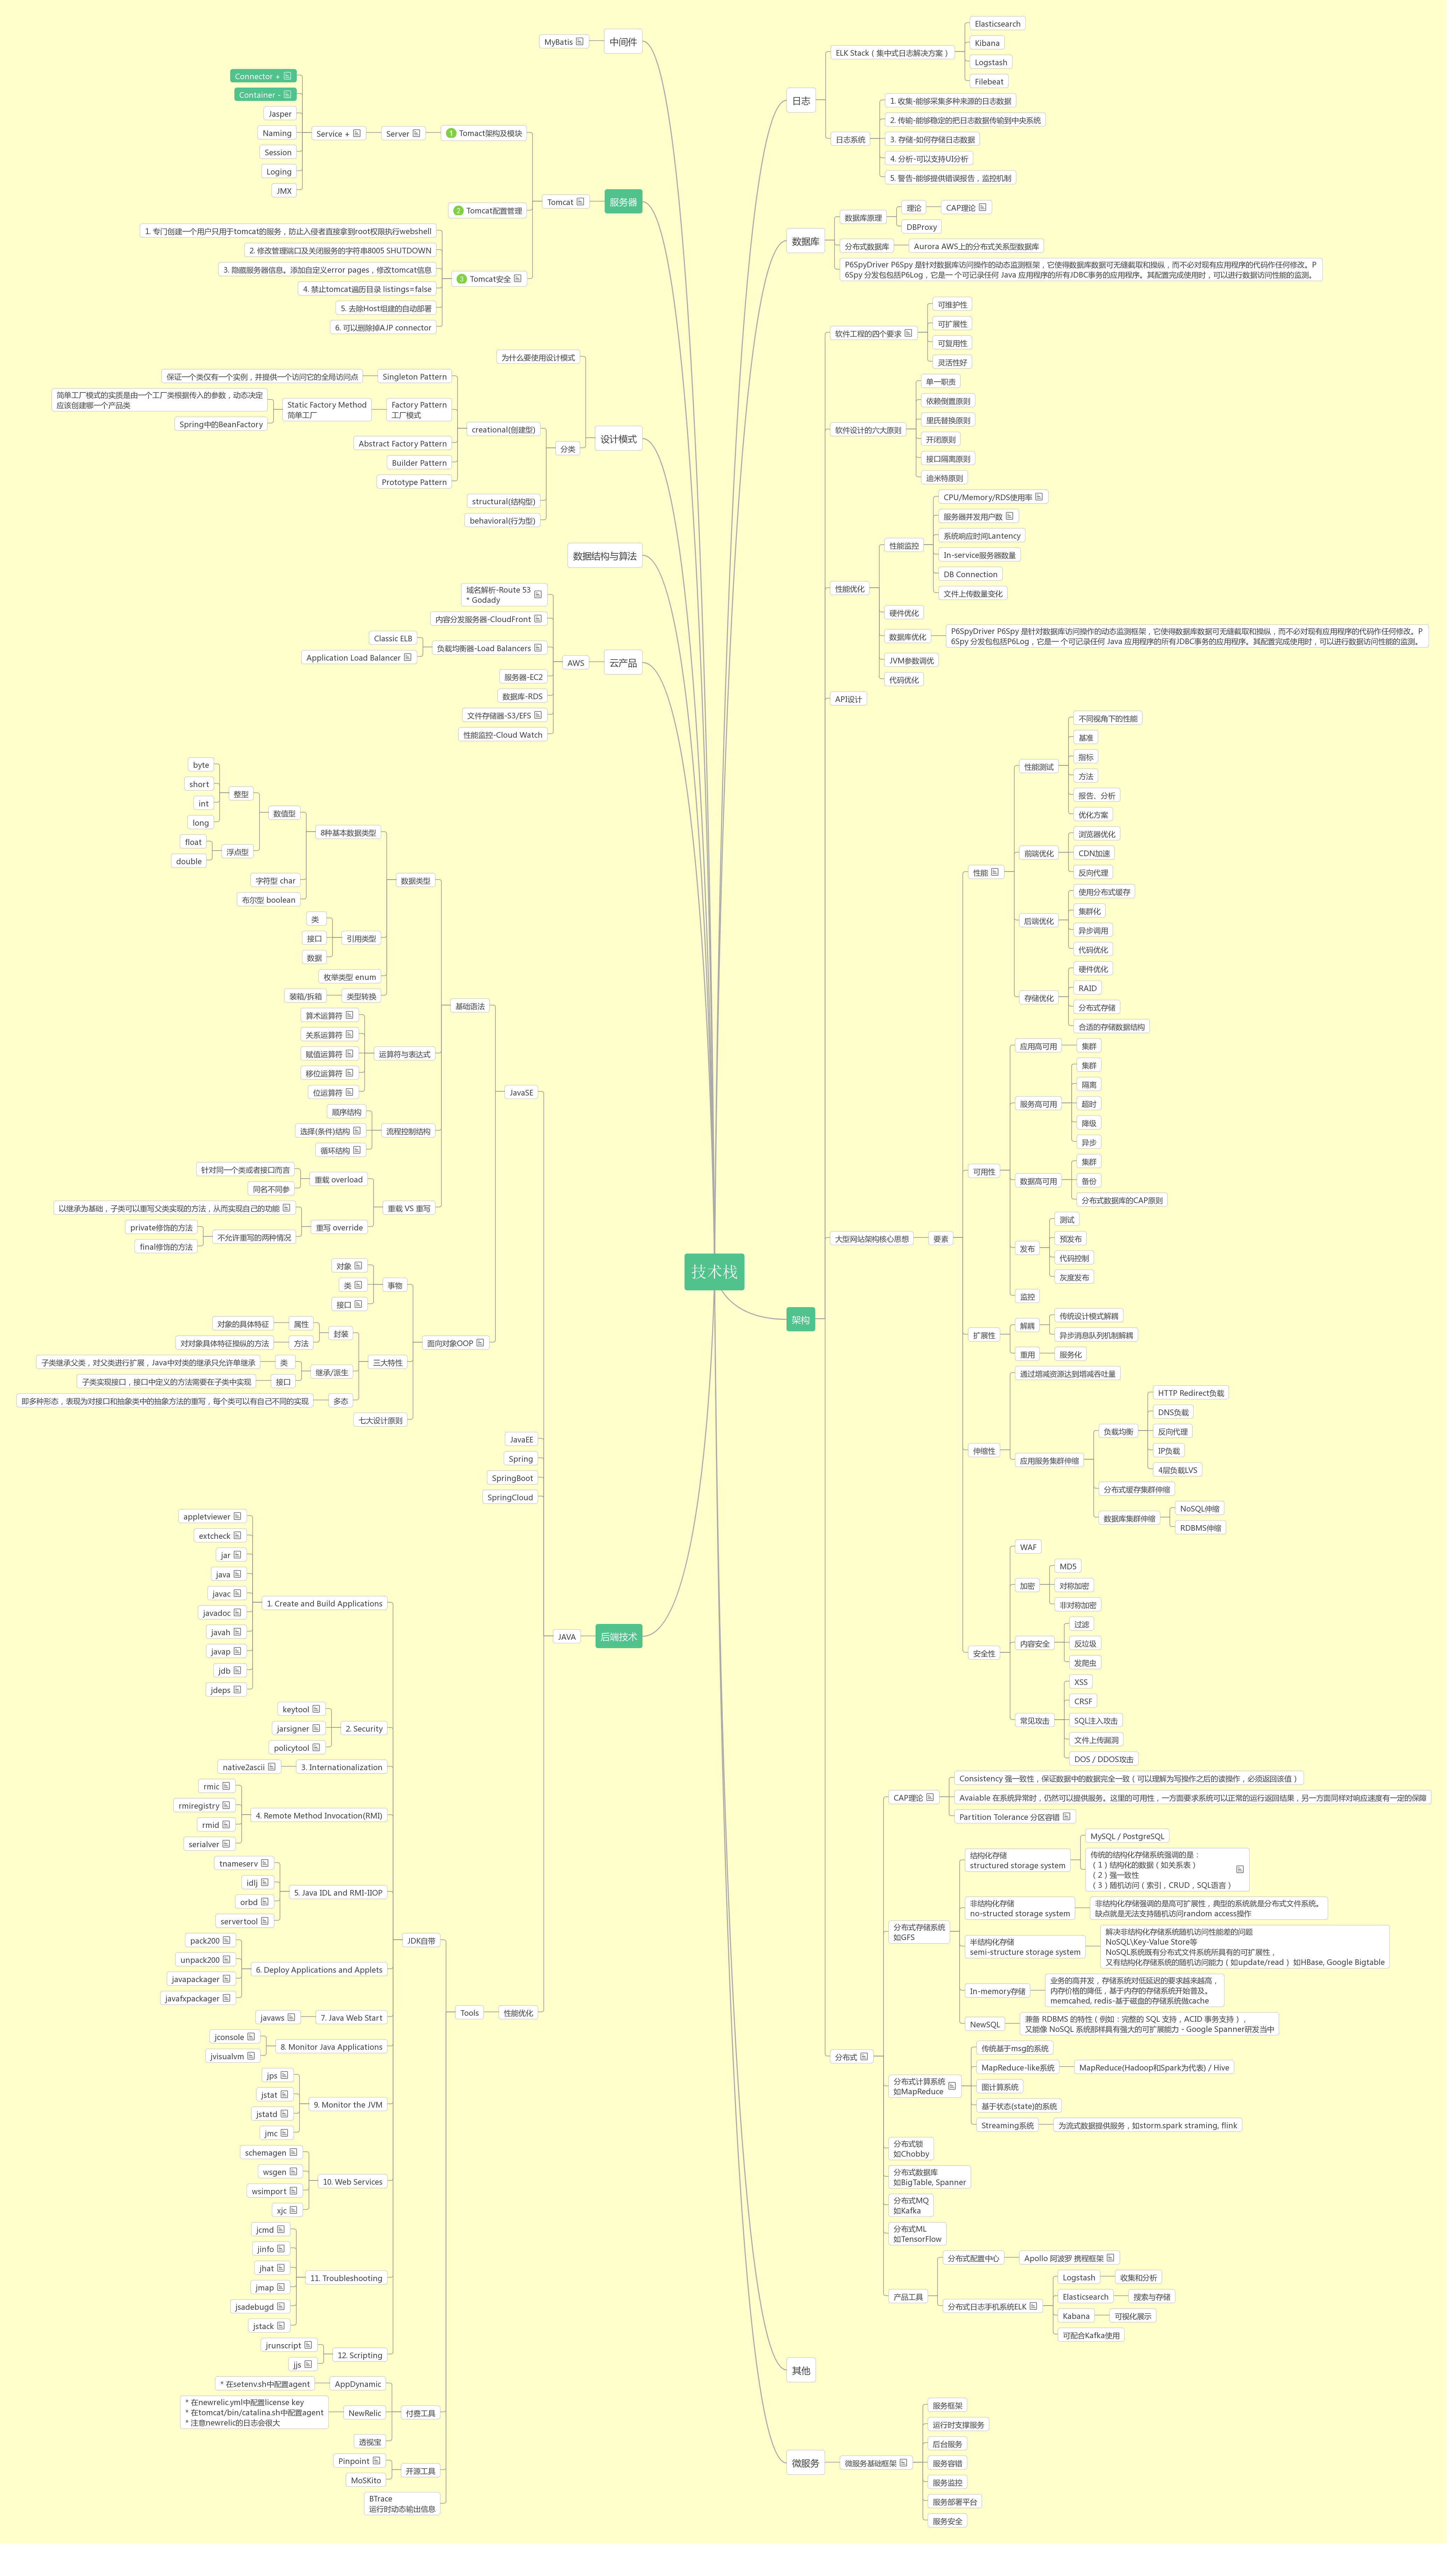 技术栈
中间件
MyBatis
服务器
Tomcat
1 Tomact架构及模块
Server
Service +
Connector +
Container -
Jasper
Naming
Session
Loging
JMX
2 Tomcat配置管理
3 Tomcat安全
1. 专门创建一个用户只用于tomcat的服务，防止入侵者直接拿到root权限执行webshell
2. 修改管理端口及关闭服务的字符串8005 SHUTDOWN
3. 隐藏服务器信息。添加自定义error pages，修改tomcat信息
4. 禁止tomcat遍历目录 listings=false
5. 去除Host组建的自动部署
6. 可以删除掉AJP connector
设计模式
为什么要使用设计模式
分类
creational(创建型)
Singleton Pattern
保证一个类仅有一个实例，并提供一个访问它的全局访问点
Factory Pattern
工厂模式
Static Factory Method
简单工厂
简单工厂模式的实质是由一个工厂类根据传入的参数，动态决定
应该创建哪一个产品类
Spring中的BeanFactory
Abstract Factory Pattern
Builder Pattern
Prototype Pattern
structural(结构型)
behavioral(行为型)
数据结构与算法
云产品
AWS
域名解析-Route 53
* Godady
内容分发服务器-CloudFront
负载均衡器-Load Balancers
Classic ELB
Application Load Balancer
服务器-EC2
数据库-RDS
文件存储器-S3/EFS
性能监控-Cloud Watch
后端技术
JAVA
JavaSE
基础语法
数据类型
8种基本数据类型
数值型
整型
byte
short
int
long
浮点型
float
double
字符型 char
布尔型 boolean
引用类型
类
接口
数据
枚举类型 enum
类型转换
装箱/拆箱
运算符与表达式
算术运算符
关系运算符
赋值运算符
移位运算符
位运算符
流程控制结构
顺序结构
选择(条件)结构
循环结构
重载 VS 重写
重载 overload
针对同一个类或者接口而言
同名不同参
重写 override
以继承为基础，子类可以重写父类实现的方法，从而实现自己的功能
不允许重写的两种情况
private修饰的方法
final修饰的方法
面向对象OOP
事物
对象
类
接口
三大特性
封装
属性
对象的具体特征
方法
对对象具体特征操纵的方法
继承/派生
类
子类继承父类，对父类进行扩展，Java中对类的继承只允许单继承
接口
子类实现接口，接口中定义的方法需要在子类中实现
多态
即多种形态，表现为对接口和抽象类中的抽象方法的重写，每个类可以有自己不同的实现
七大设计原则
JavaEE
Spring
SpringBoot
SpringCloud
性能优化
Tools
JDK自带
1. Create and Build Applications
appletviewer
extcheck
jar
java
javac
javadoc
javah
javap
jdb
jdeps
2. Security
keytool
jarsigner
policytool
3. Internationalization
native2ascii
4. Remote Method Invocation(RMI)
rmic
rmiregistry
rmid
serialver
5. Java IDL and RMI-IIOP
tnameserv
idlj
orbd
servertool
6. Deploy Applications and Applets
pack200
unpack200
javapackager
javafxpackager
7. Java Web Start
javaws
8. Monitor Java Applications
jconsole
jvisualvm
9. Monitor the JVM
jps
jstat
jstatd
jmc
10. Web Services
schemagen
wsgen
wsimport
xjc
11. Troubleshooting
jcmd
jinfo
jhat
jmap
jsadebugd
jstack
12. Scripting
jrunscript
jjs
付费工具
AppDynamic
* 在setenv.sh中配置agent
NewRelic
* 在newrelic.yml中配置license key
* 在tomcat/bin/catalina.sh中配置agent
* 注意newrelic的日志会很大
透视宝
开源工具
Pinpoint
MoSKito
BTrace
运行时动态输出信息
日志
ELK Stack（集中式日志解决方案）
Elasticsearch
Kibana
Logstash
Filebeat
日志系统
1. 收集-能够采集多种来源的日志数据
2. 传输-能够稳定的把日志数据传输到中央系统
3. 存储-如何存储日志数据
4. 分析-可以支持UI分析
5. 警告-能够提供错误报告，监控机制
数据库
数据库原理
理论
CAP理论
DBProxy
分布式数据库
Aurora AWS上的分布式关系型数据库
P6SpyDriver P6Spy 是针对数据库访问操作的动态监测框架，它使得数据库数据可无缝截取和操纵，而不必对现有应用程序的代码作任何修改。P
6Spy 分发包包括P6Log，它是一个可记录任何 Java 应用程序的所有JDBC事务的应用程序。其配置完成使用时，可以进行数据访问性能的监测。
架构
软件工程的四个要求
可维护性
可扩展性
可复用性
灵活性好
软件设计的六大原则
单一职责
依赖倒置原则
里氏替换原则
开闭原则
接口隔离原则
迪米特原则
性能优化
性能监控
CPU/Memory/RDS使用率
服务器并发用户数
系统响应时间Lantency
In-service服务器数量
DB Connection
文件上传数量变化
硬件优化
数据库优化
P6SpyDriver P6Spy 是针对数据库访问操作的动态监测框架，它使得数据库数据可无缝截取和操纵，而不必对现有应用程序的代码作任何修改。P
6Spy 分发包包括P6Log，它是一个可记录任何 Java 应用程序的所有JDBC事务的应用程序。其配置完成使用时，可以进行数据访问性能的监测。
JVM参数调优
代码优化
API设计
大型网站架构核心思想
要素
性能
性能测试
不同视角下的性能
基准
指标
方法
报告、分析
优化方案
前端优化
浏览器优化
CDN加速
反向代理
后端优化
使用分布式缓存
集群化
异步调用
代码优化
存储优化
硬件优化
RAID
分布式存储
合适的存储数据结构
可用性
应用高可用
集群
服务高可用
集群
隔离
超时
降级
异步
数据高可用
集群
备份
分布式数据库的CAP原则
发布
测试
预发布
代码控制
灰度发布
监控
扩展性
解耦
传统设计模式解耦
异步消息队列机制解耦
重用
服务化
伸缩性
通过增减资源达到增减吞吐量
应用服务集群伸缩
负载均衡
HTTP Redirect负载
DNS负载
反向代理
IP负载
4层负载LVS
分布式缓存集群伸缩
数据库集群伸缩
NoSQL伸缩
RDBMS伸缩
安全性
WAF
加密
MD5
对称加密
非对称加密
内容安全
过滤
反垃圾
发爬虫
常见攻击
XSS
CRSF
SQL注入攻击
文件上传漏洞
DOS / DDOS攻击
分布式
CAP理论
Consistency 强一致性，保证数据中的数据完全一致（可以理解为写操作之后的读操作，必须返回该值）
Avaiable 在系统异常时，仍然可以提供服务。这里的可用性，一方面要求系统可以正常的运行返回结果，另一方面同样对响应速度有一定的保障
Partition Tolerance 分区容错
分布式存储系统
如GFS
结构化存储
structured storage system
MySQL / PostgreSQL
传统的结构化存储系统强调的是：
（1）结构化的数据（如关系表）
（2）强一致性
（3）随机访问（索引，CRUD，SQL语言）
非结构化存储
no-structed storage system
非结构化存储强调的是高可扩展性，典型的系统就是分布式文件系统。
缺点就是无法支持随机访问random access操作
半结构化存储
semi-structure storage system
解决非结构化存储系统随机访问性能差的问题
NoSQL\Key-Value Store等
NoSQL系统既有分布式文件系统所具有的可扩展性，
又有结构化存储系统的随机访问能力（如update/read） 如HBase, Google Bigtable
In-memory存储
业务的高并发，存储系统对低延迟的要求越来越高，
内存价格的降低，基于内存的存储系统开始普及。
memcahed, redis-基于磁盘的存储系统做cache
NewSQL
兼备 RDBMS 的特性（例如：完整的 SQL 支持，ACID 事务支持），
又能像 NoSQL 系统那样具有强大的可扩展能力 - Google Spanner研发当中
分布式计算系统
如MapReduce
传统基于msg的系统
MapReduce-like系统
MapReduce(Hadoop和Spark为代表) / Hive
图计算系统
基于状态(state)的系统
Streaming系统
为流式数据提供服务，如storm.spark straming, flink
分布式锁
如Chobby
分布式数据库
如BigTable, Spanner
分布式MQ
如Kafka
分布式ML
如TensorFlow
产品工具
分布式配置中心
Apollo 阿波罗 携程框架
分布式日志手机系统ELK
Logstash
收集和分析
Elasticsearch
搜索与存储
Kabana
可视化展示
可配合Kafka使用
其他
微服务
微服务基础框架
服务框架
运行时支撑服务
后台服务
服务容错
服务监控
服务部署平台
服务安全